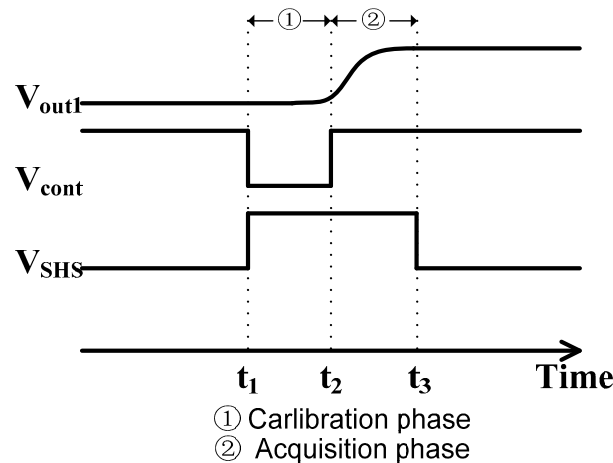 ① ②
Vout1
Vcont
VSHS
t1 t2 t3 Time
① Carlibration phase
② Acquisition phase